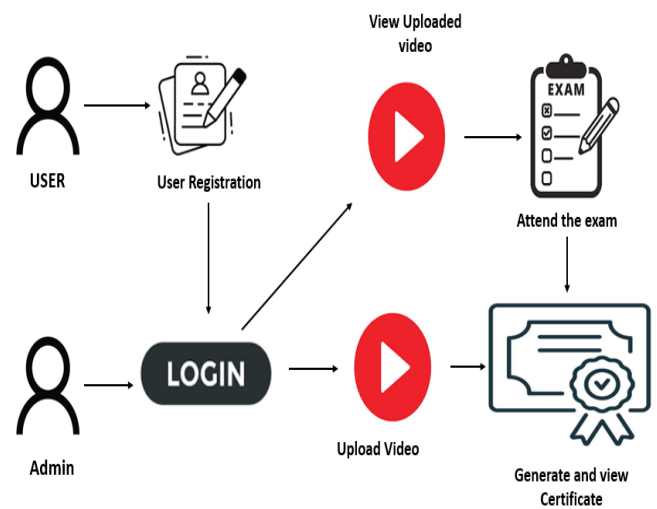 View Uploaded
video
EXAM
USER
User Registration
Attend the exam
LOGIN
Admin
Upload Video
Generate and view
Certificate